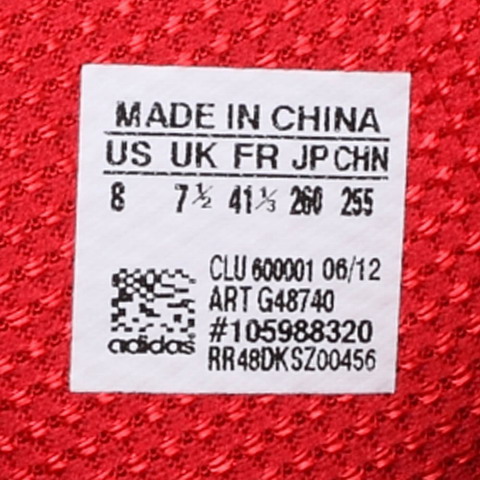 MADE IN CHINA
US UK FR JP CHN
8 7½ 41⅓ 260 255
CLU 600001 06/12
ART G48740
#105988320
RR48DKSZ00456
adidas